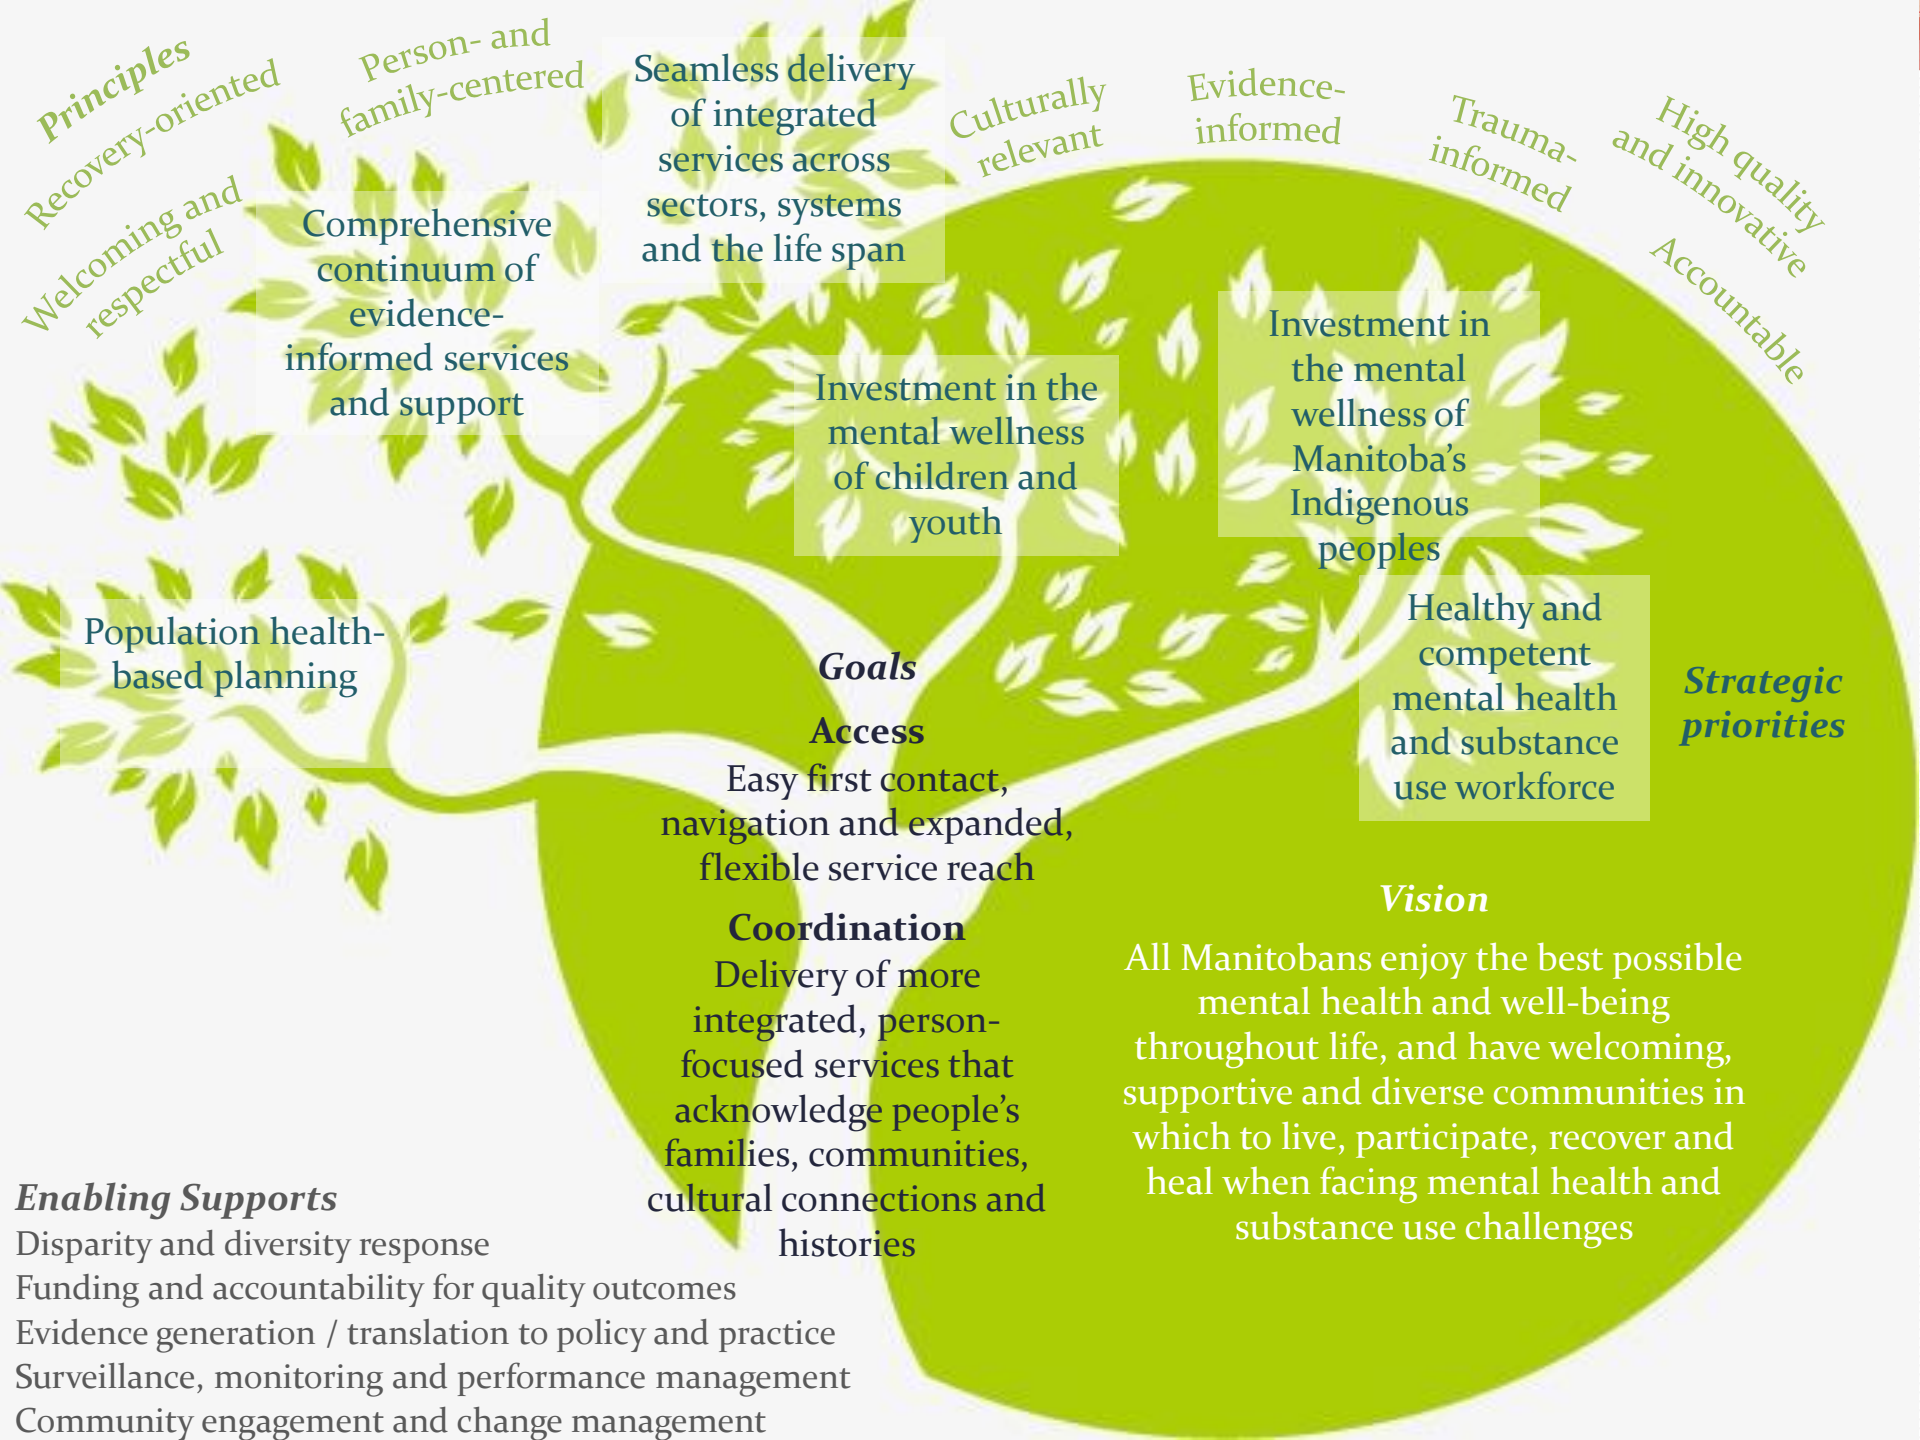 Principles
Recovery-oriented
Welcoming and
respectful
Person- and
family-centered
Culturally
relevant
Evidence-
informed
Trauma-
informed
High quality
and innovative
Accountable
Seamless delivery
of integrated
services across
sectors, systems
and the life span
Comprehensive
continuum of
evidence-
informed services
and support
Investment in the
mental wellness
of children and
youth
Investment in
the mental
wellness of
Manitoba’s
Indigenous
peoples
Population health-
based planning
Healthy and
competent
mental health
and substance
use workforce
Strategic
priorities
Goals
Access
Easy first contact,
navigation and expanded,
flexible service reach
Coordination
Delivery of more
integrated, person-
focused services that
acknowledge people’s
families, communities,
cultural connections and
histories
Vision
All Manitobans enjoy the best possible
mental health and well-being
throughout life, and have welcoming,
supportive and diverse communities in
which to live, participate, recover and
heal when facing mental health and
substance use challenges
Enabling Supports
Disparity and diversity response
Funding and accountability for quality outcomes
Evidence generation / translation to policy and practice
Surveillance, monitoring and performance management
Community engagement and change management